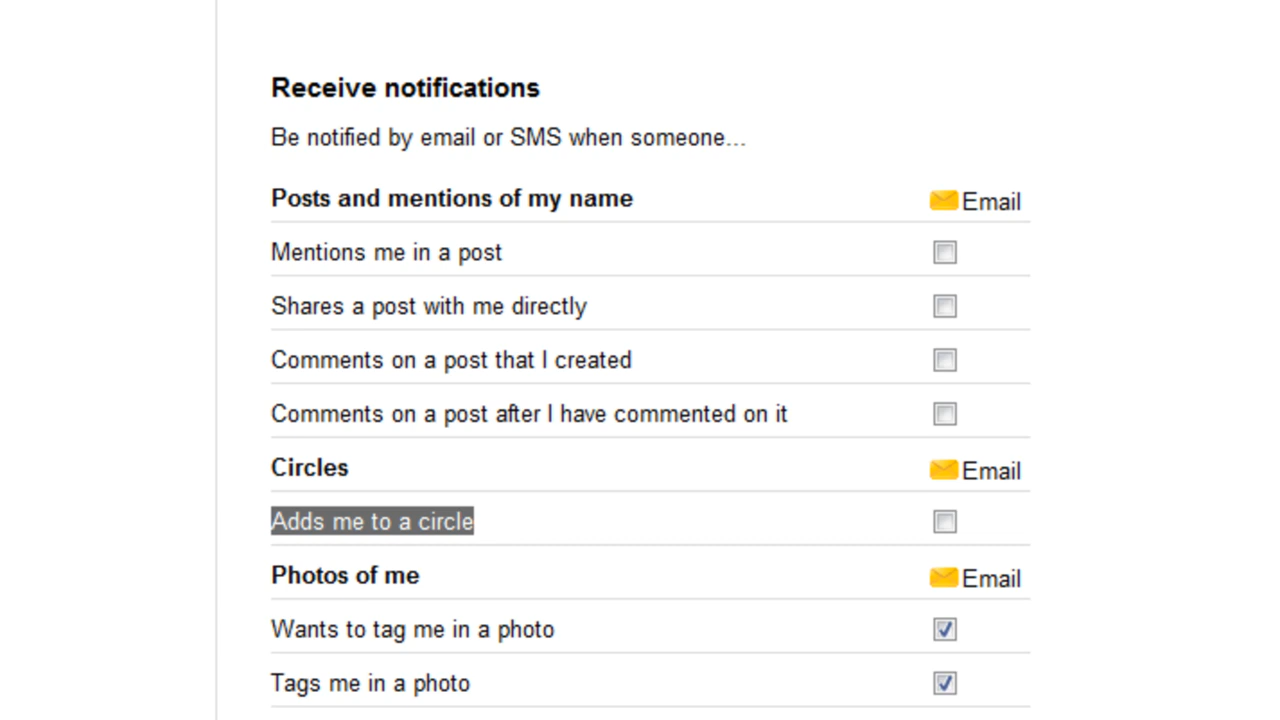 Receive notifications
Be notified by email or SMS when someone...
Posts and mentions of my name Email
Mentions me in a post
Shares a post with me directly
Comments on a post that I created
Comments on a post after I have commented on it
Circles Email
Adds me to a circle
Photos of me Email
Wants to tag me in a photo
Tags me in a photo